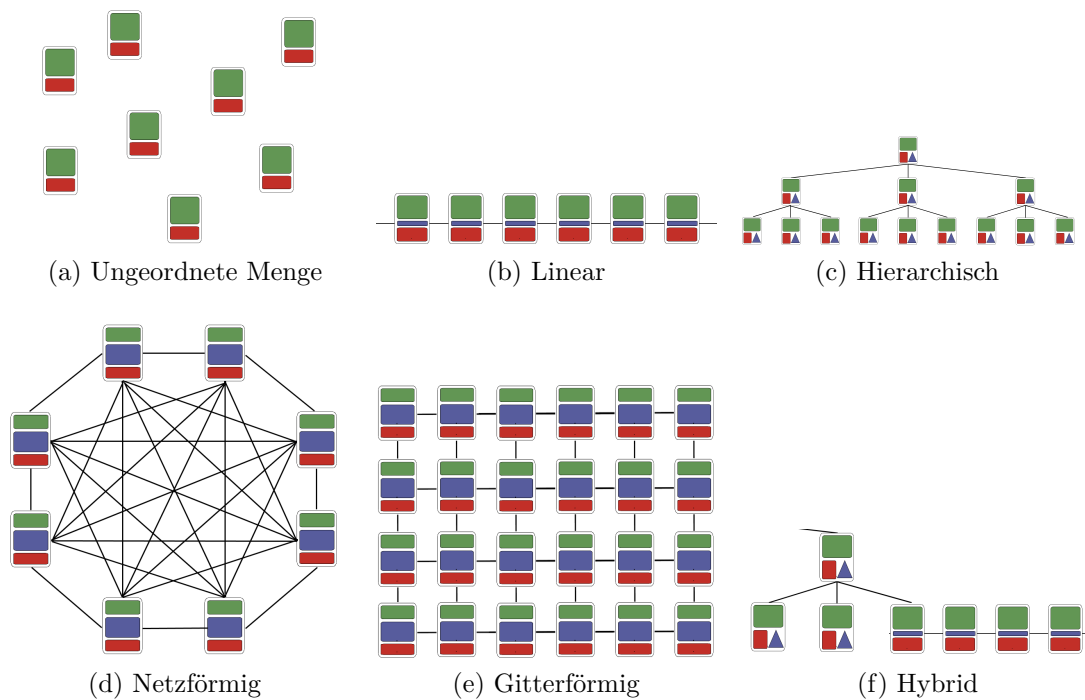 (a) Ungeordnete Menge
(b) Linear
(c) Hierarchisch
(d) Netzförmig
(e) Gitterförmig
(f) Hybrid